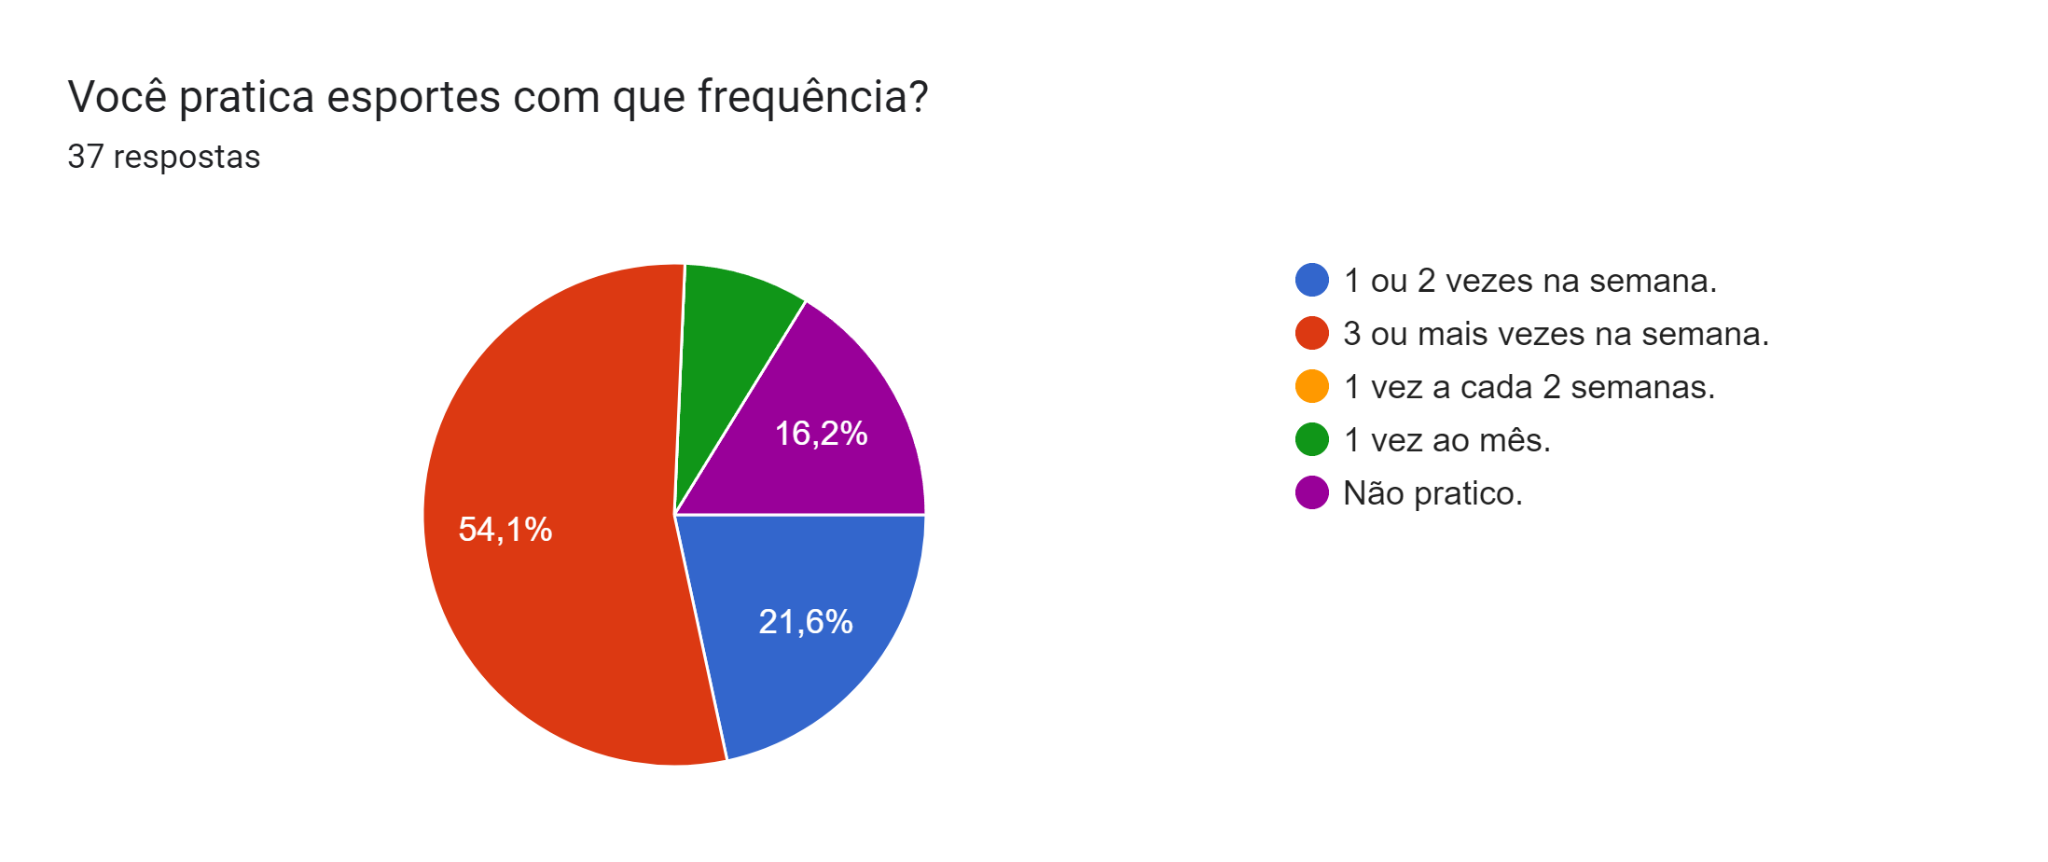 Você pratica esportes com que frequência?
37 respostas
1 ou 2 vezes na semana.
3 ou mais vezes na semana.
1 vez a cada 2 semanas.
1 vez ao mês.
Não pratico.
16,2%
54,1%
21,6%